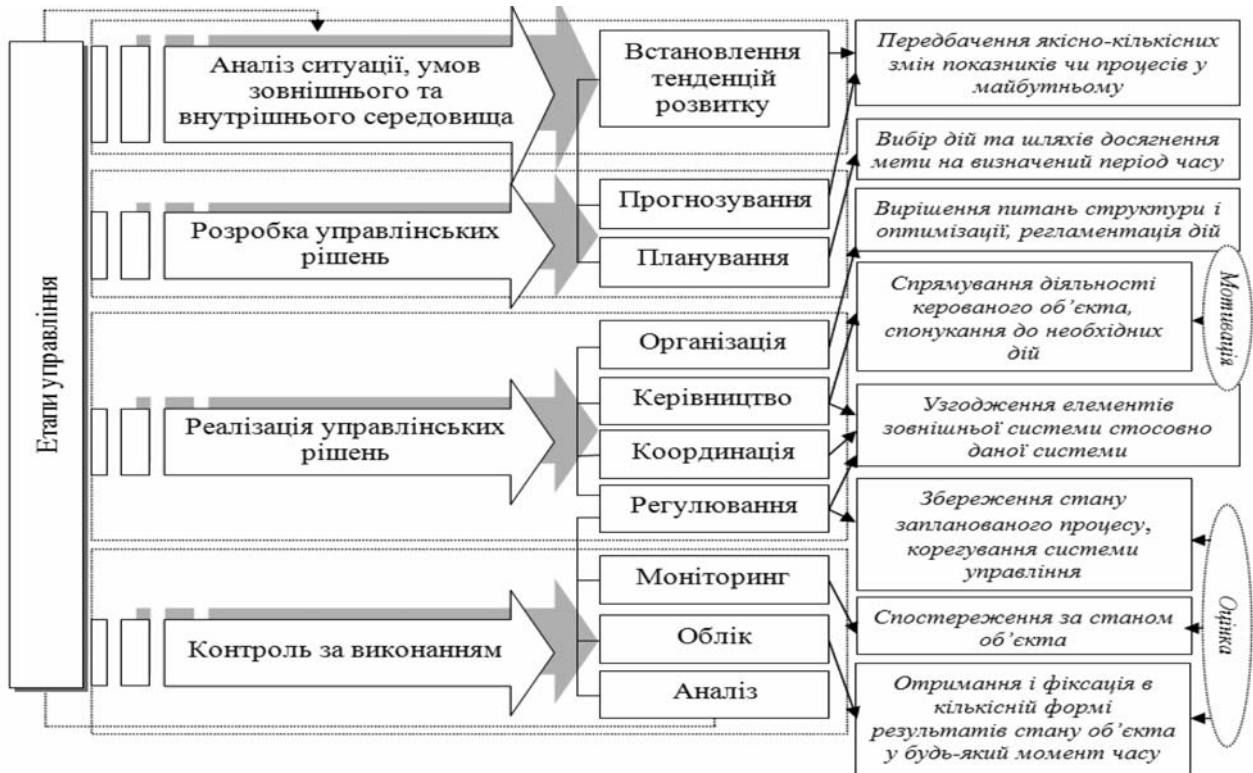 Етапи управління
Аналіз ситуації, умов
зовнішнього та
внутрішнього середовища
Встановлення
тенденцій
розвитку
Розробка управлінських
рішень
Прогнозування
Планування
Реалізація управлінських
рішень
Організація
Керівництво
Координація
Регулювання
Контроль за виконанням
Моніторинг
Облік
Аналіз
Передбачення якісно-кількісних
змін показників чи процесів у
майбутньому
Вибір дій та шляхів досягнення
мети на визначений період часу
Вирішення питань структури і
оптимізації, регламентація дій
Спрямування діяльності
керованого об’єкта,
спонукання до необхідних
дій
Узгодження елементів
зовнішньої системи стосовно
даної системи
Збереження стану
запланованого процесу,
корегування системи
управління
Спостереження за станом
об’єкта
Отримання і фіксація в
кількісній формі
результатів стану об’єкта
у будь-який момент часу
Мотивація
Оцінка